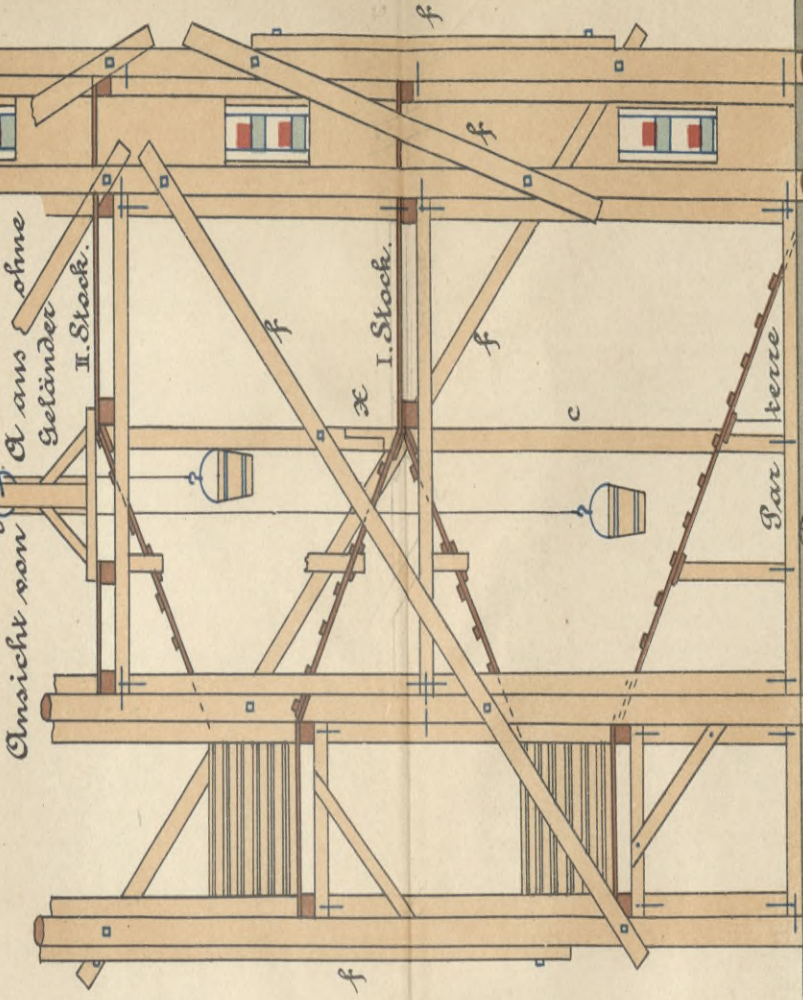 Ansicht von A aus ohne
Geländer
II. Stock.
I. Stock.
Parterre
f
f
f
f
f
x
c